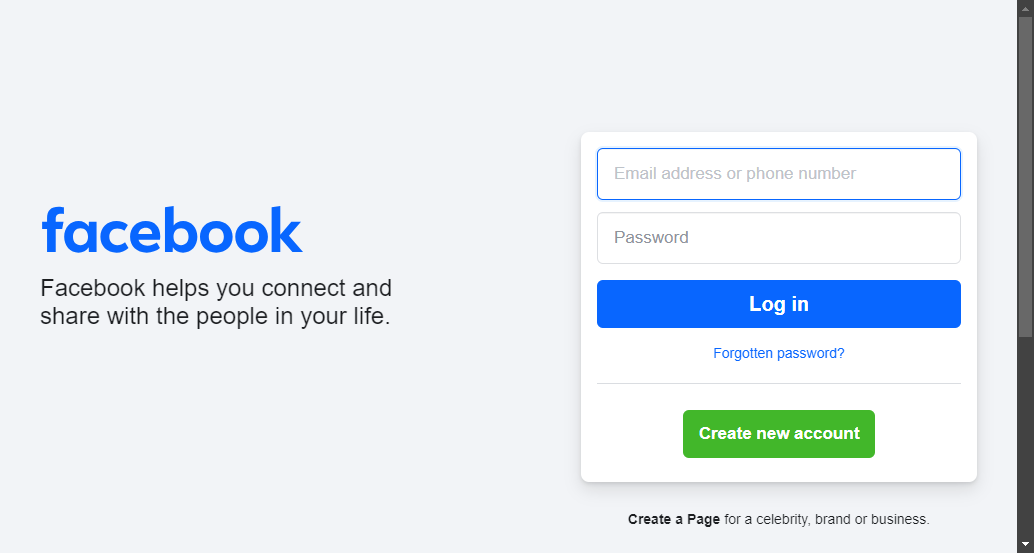 facebook
Facebook helps you connect and
share with the people in your life.
Email address or phone number
Password
Log in
Forgotten password?
Create new account
Create a Page for a celebrity, brand or business.